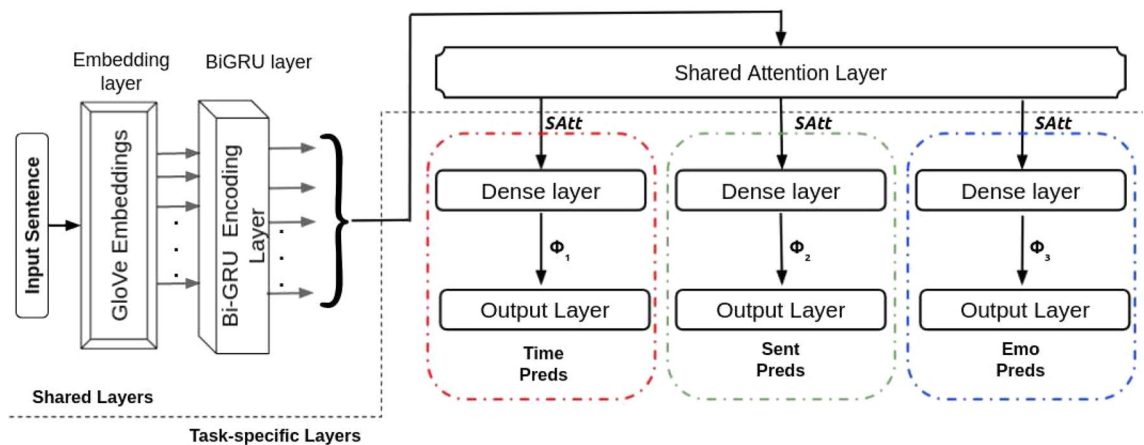 Embedding
layer
BiGRU layer
Input Sentence
GloVe Embeddings
Bi-GRU Encoding
Layer
Shared Attention Layer
SAtt
SAtt
SAtt
Dense layer
Dense layer
Dense layer
Φ1
Φ2
Φ3
Output Layer
Output Layer
Output Layer
Time
Preds
Sent
Preds
Emo
Preds
Shared Layers
Task-specific Layers